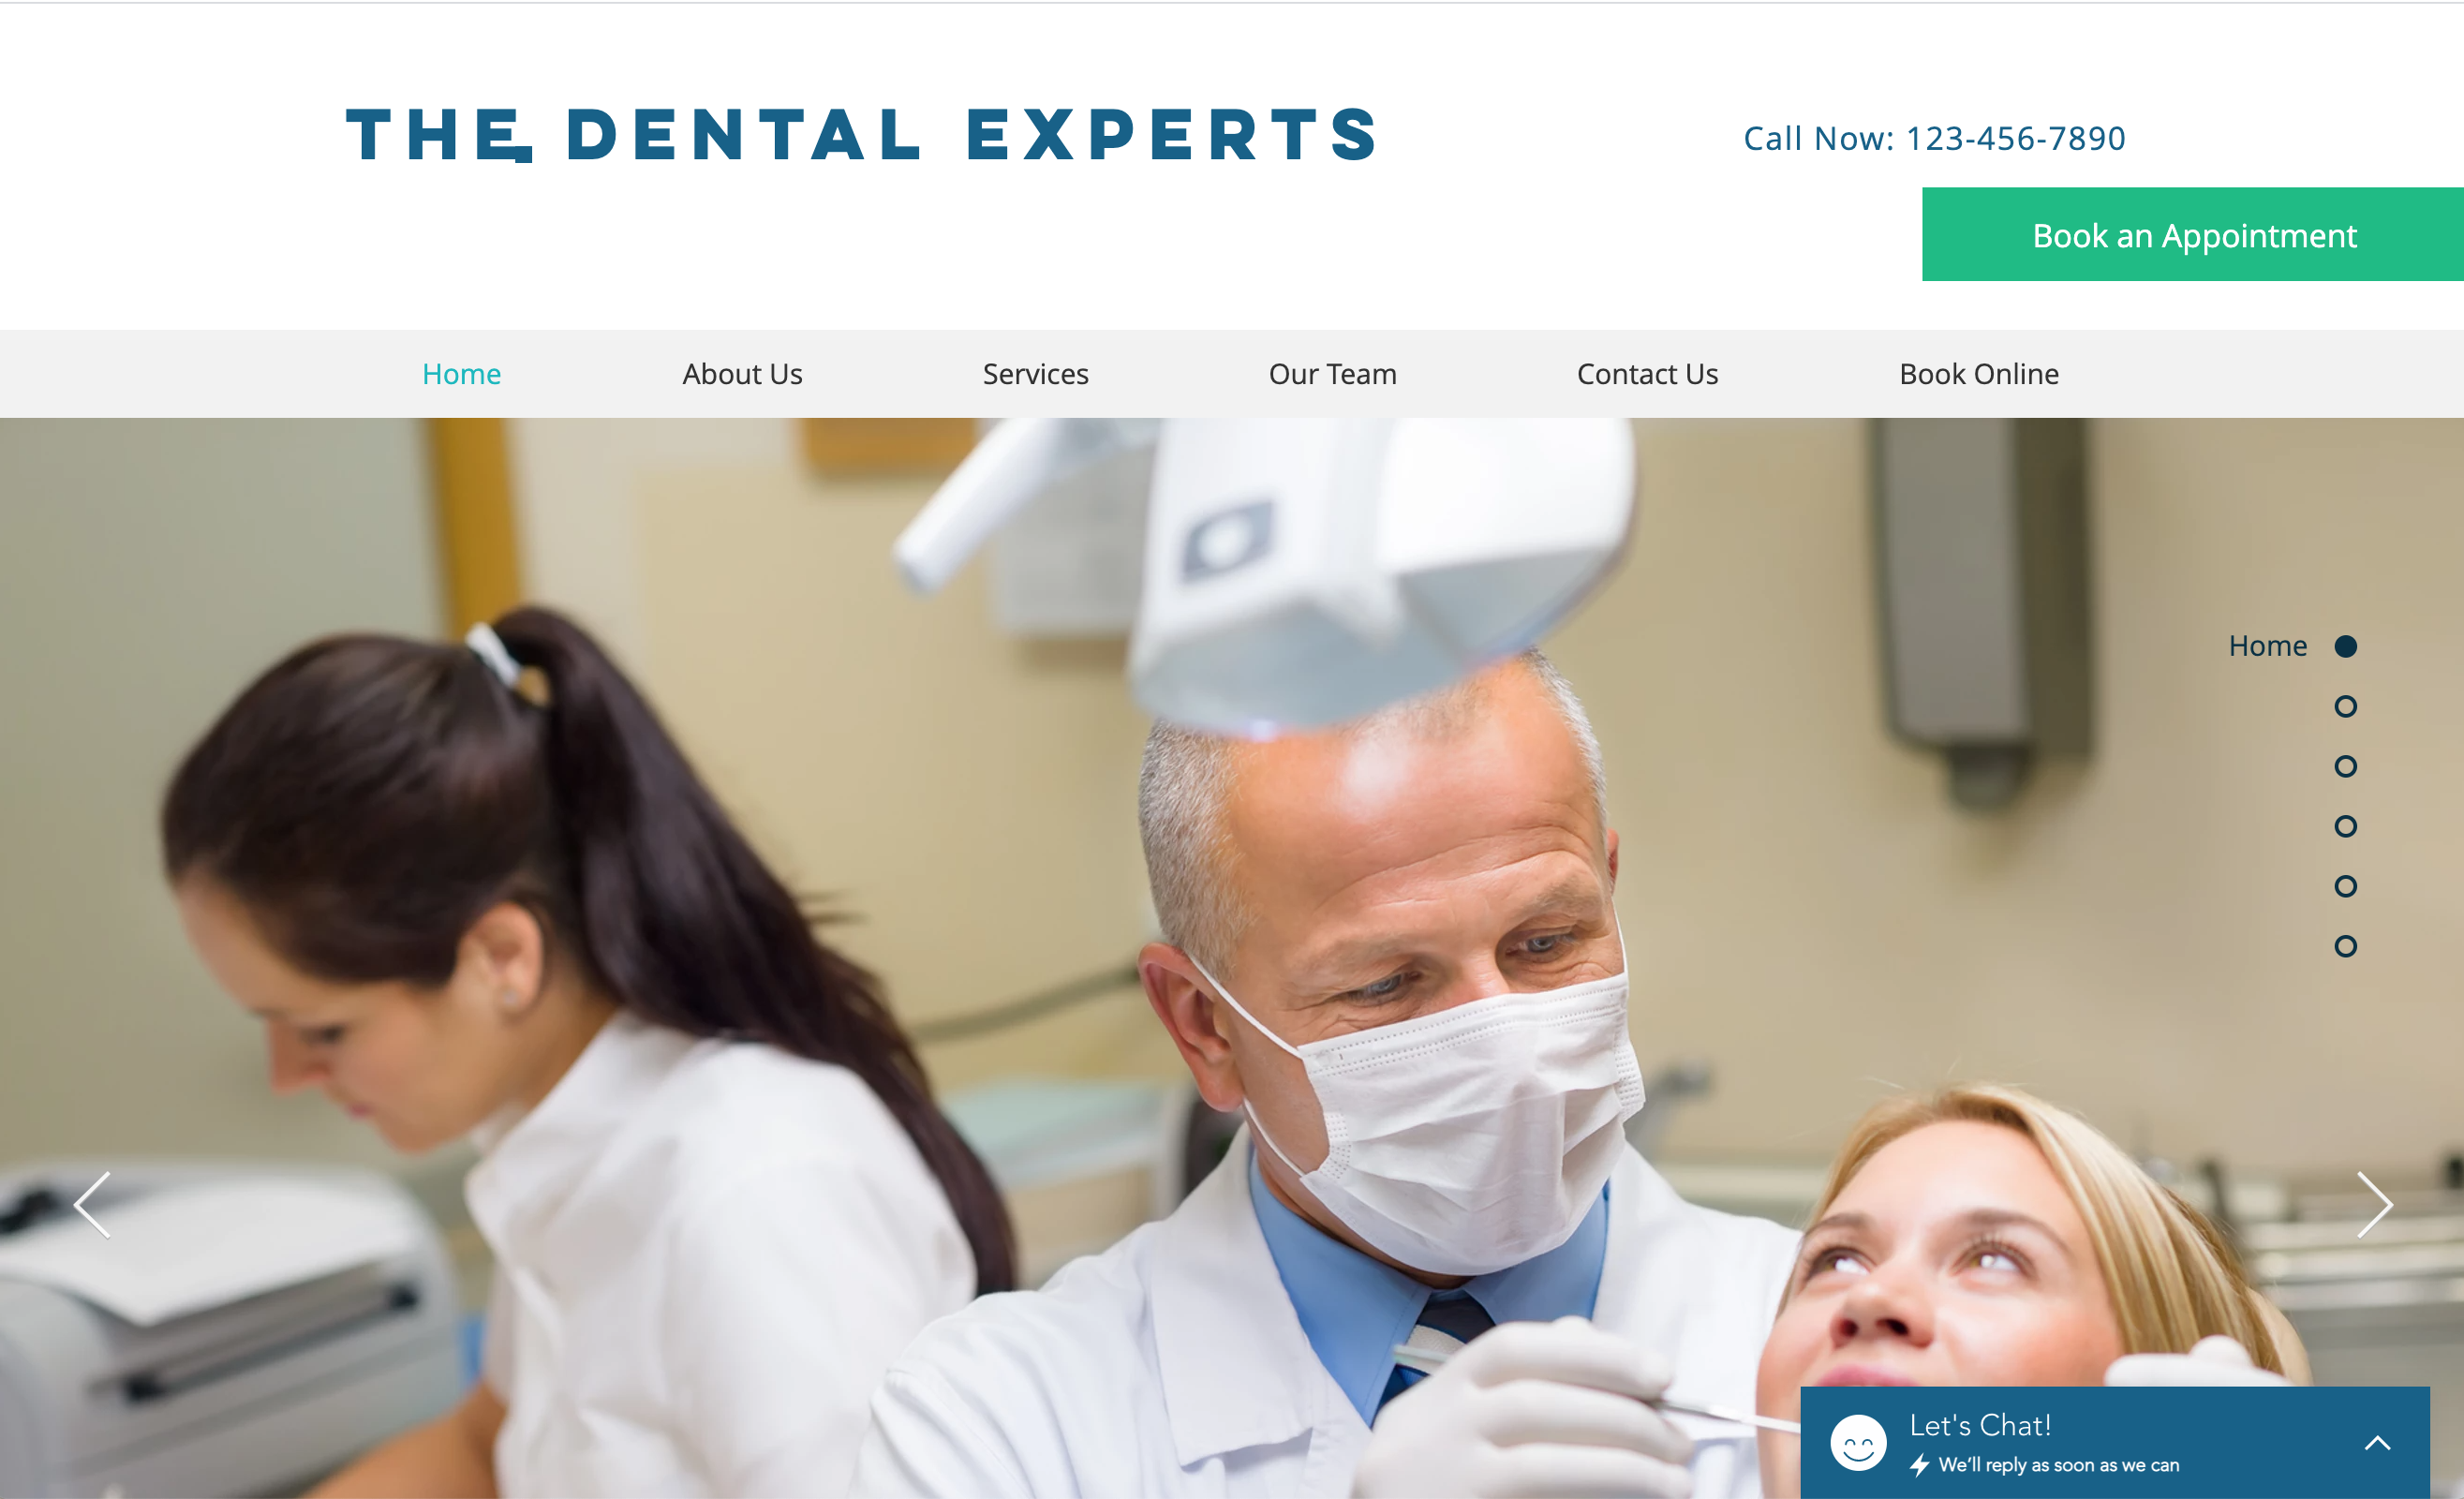 THE DENTAL EXPERTS
Call Now: 123-456-7890
Book an Appointment
Home
About Us
Services
Our Team
Contact Us
Book Online
Home
Let's Chat!
We'll reply as soon as we can